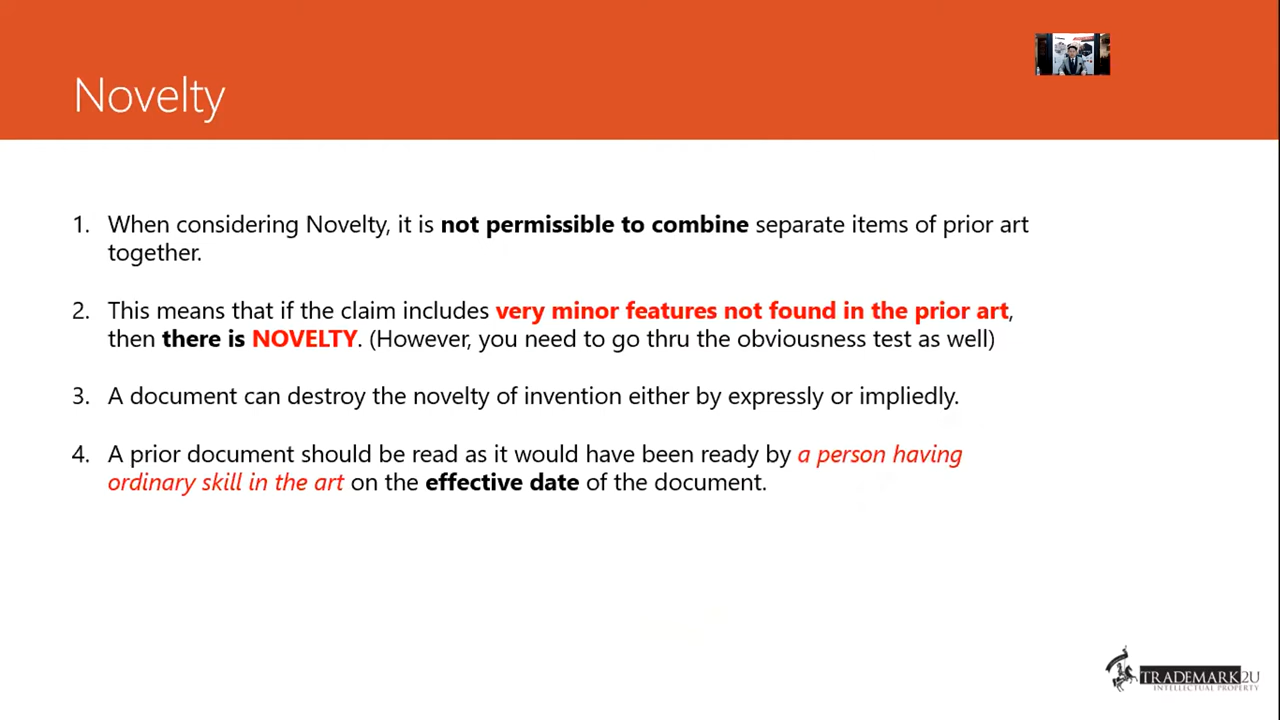 Novelty
1. When considering Novelty, it is not permissible to combine separate items of prior art
together.
2. This means that if the claim includes very minor features not found in the prior art,
then there is NOVELTY. (However, you need to go thru the obviousness test as well)
3. A document can destroy the novelty of invention either by expressly or impliedly.
4. A prior document should be read as it would have been ready by a person having
ordinary skill in the art on the effective date of the document.
TRADEMARK2U
INTELLECTUAL PROPERTY